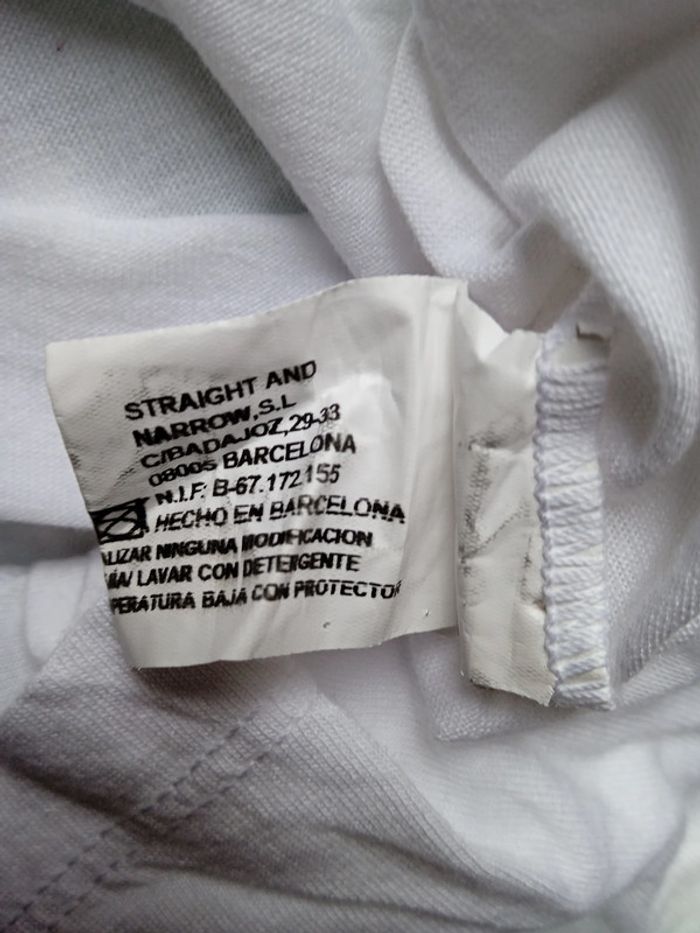 STRAIGHT AND
NARROW,S.L
C/BADAJOZ,29-33
08005 BARCELONA
N.I.F: B-67.172.155
HECHO EN BARCELONA
NINGUNA MODIFICACION
LAVAR CON DETERGENTE
BAJA CON PROTECTOR